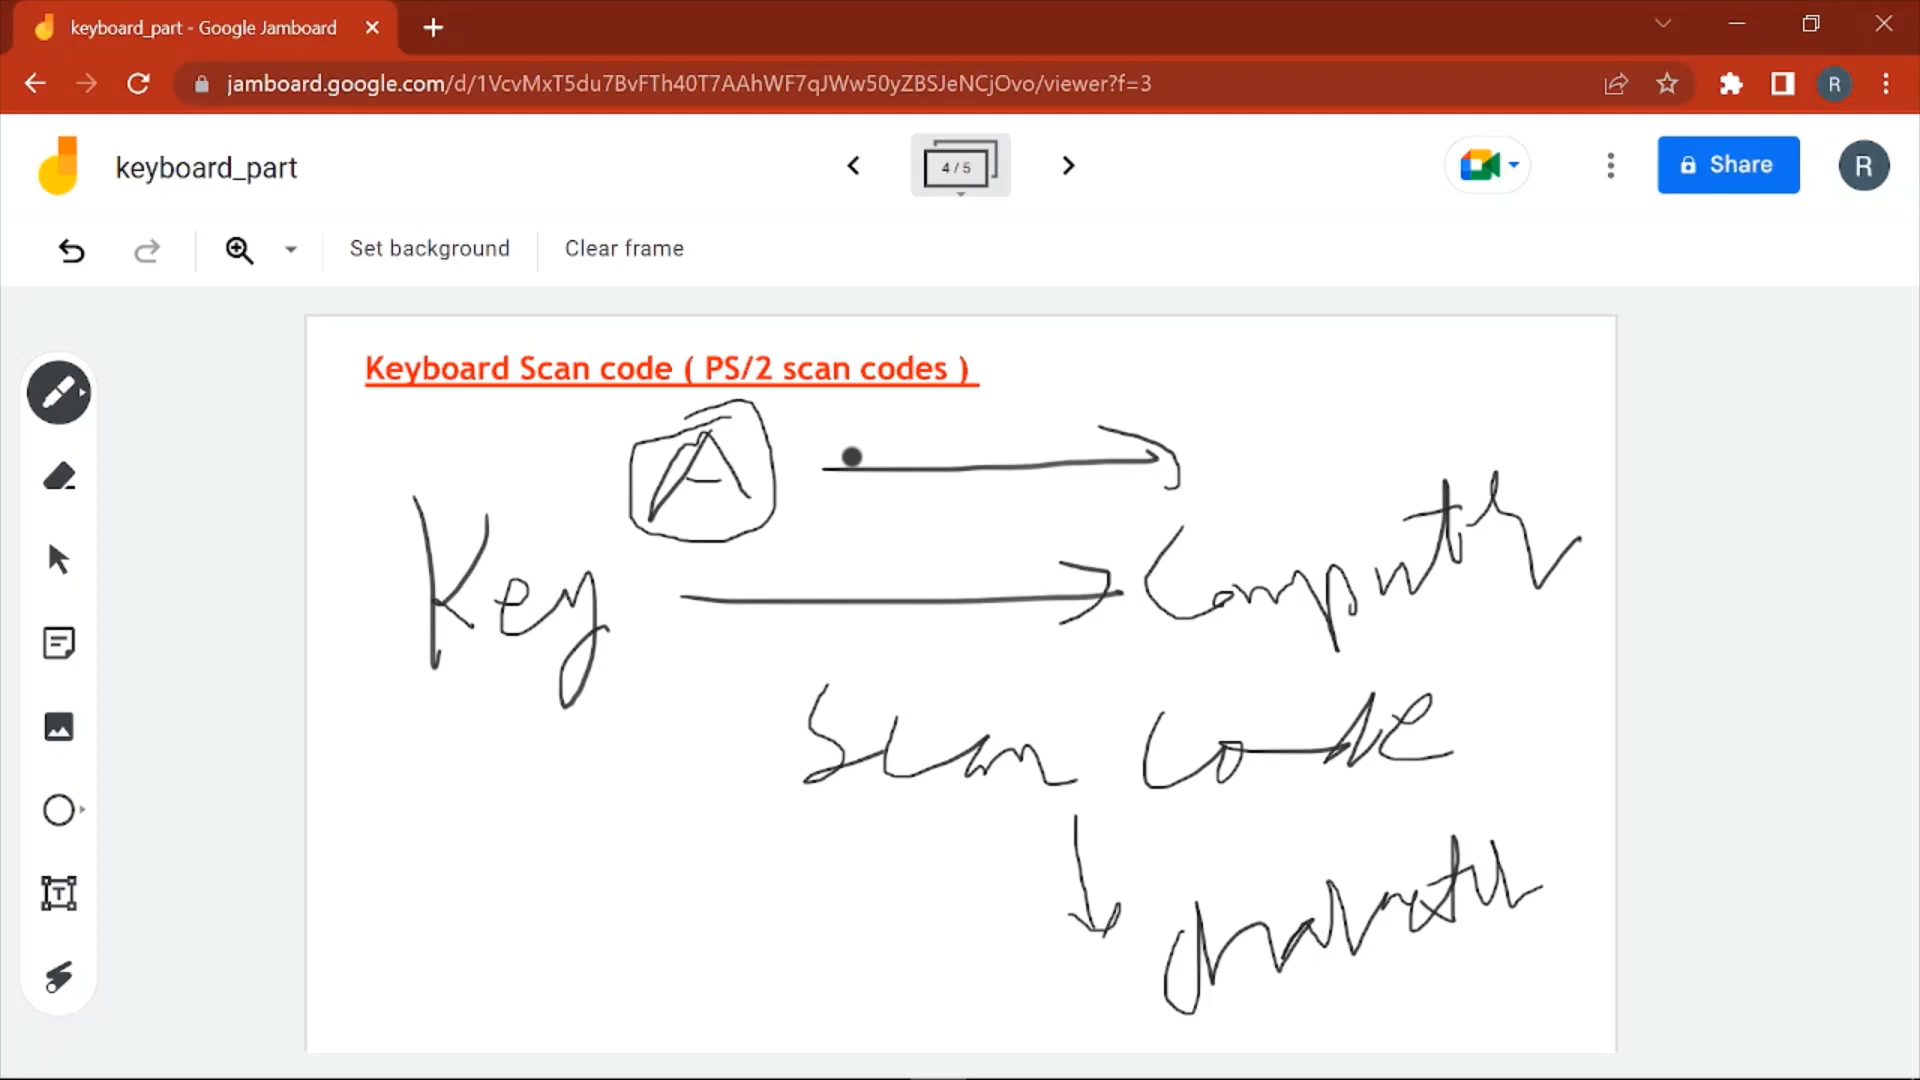 keyboard_part - Google Jamboard
jamboard.google.com/d/1VcvMxT5du7BvFTh40T7AAhWF7qJWw50yZBSJeNCjOvo/viewer?f=3
R
keyboard_part
4 / 5
Share
R
Set background
Clear frame
Keyboard Scan code ( PS/2 scan codes )
A
Key
Computer
Scan Code
character
T